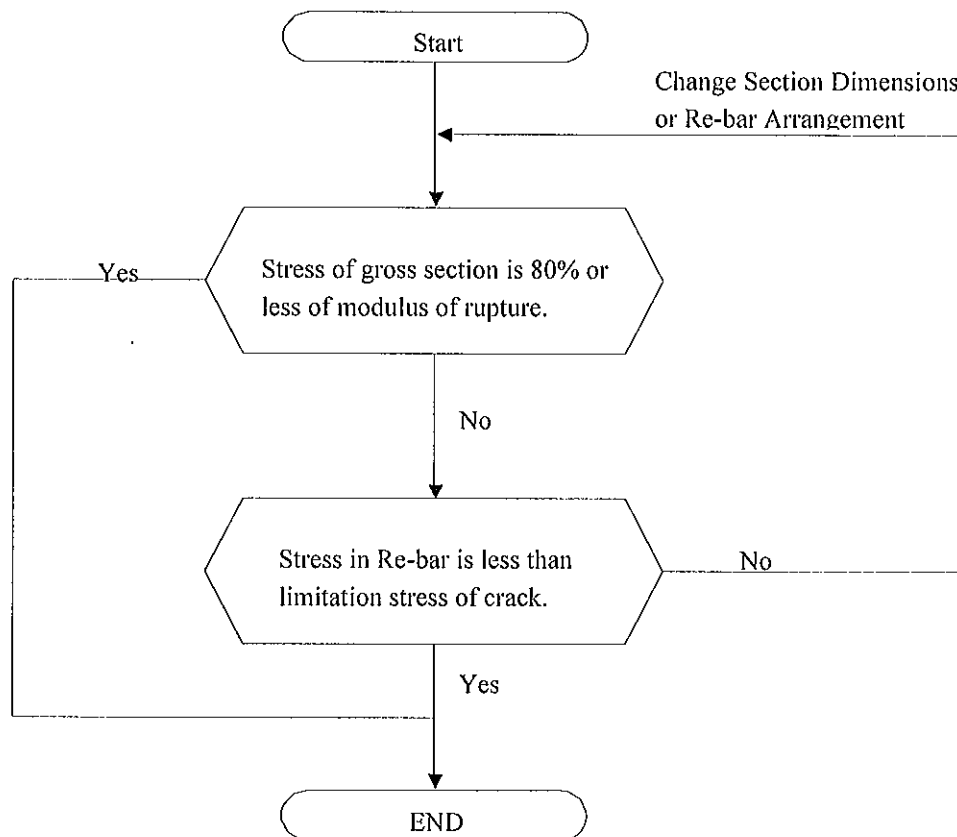 Start
Change Section Dimensions
or Re-bar Arrangement
Yes
Stress of gross section is 80% or
less of modulus of rupture.
No
Stress in Re-bar is less than
limitation stress of crack.
No
Yes
END